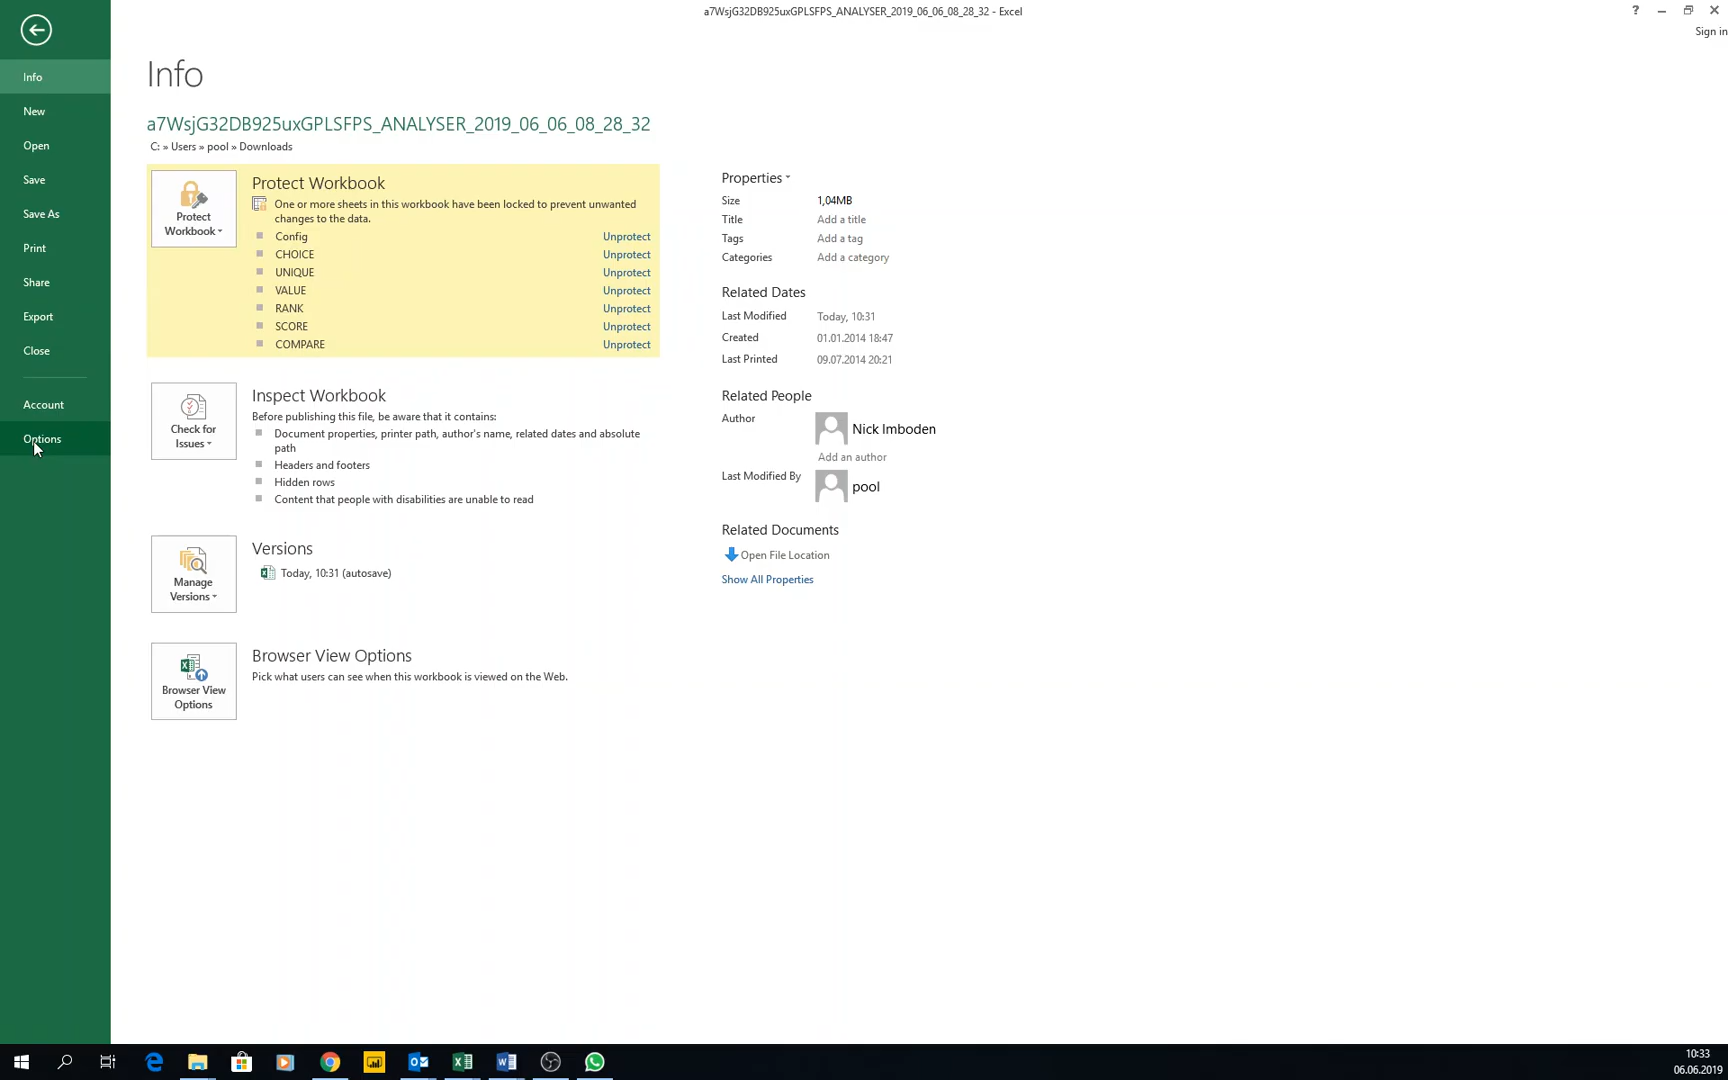 a7WsjG32DB925uxGPLSFPS_ANALYSER_2019_06_06_08_28_32 - Excel
?
Sign in
Info
New
Open
Save
Save As
Print
Share
Export
Close
Account
Options
Info
a7WsjG32DB925uxGPLSFPS_ANALYSER_2019_06_06_08_28_32
C: » Users » pool » Downloads
Protect
Workbook
Protect Workbook
One or more sheets in this workbook have been locked to prevent unwanted
changes to the data.
Config Unprotect
CHOICE Unprotect
UNIQUE Unprotect
VALUE Unprotect
RANK Unprotect
SCORE Unprotect
COMPARE Unprotect
Check for
Issues
Inspect Workbook
Before publishing this file, be aware that it contains:
Document properties, printer path, author's name, related dates and absolute
path
Headers and footers
Hidden rows
Content that people with disabilities are unable to read
Manage
Versions
Versions
Today, 10:31 (autosave)
Browser View
Options
Browser View Options
Pick what users can see when this workbook is viewed on the Web.
Properties
Size 1,04MB
Title Add a title
Tags Add a tag
Categories Add a category
Related Dates
Last Modified Today, 10:31
Created 01.01.2014 18:47
Last Printed 09.07.2014 20:21
Related People
Author Nick Imboden
Add an author
Last Modified By pool
Related Documents
Open File Location
Show All Properties
10:33
06.06.2019